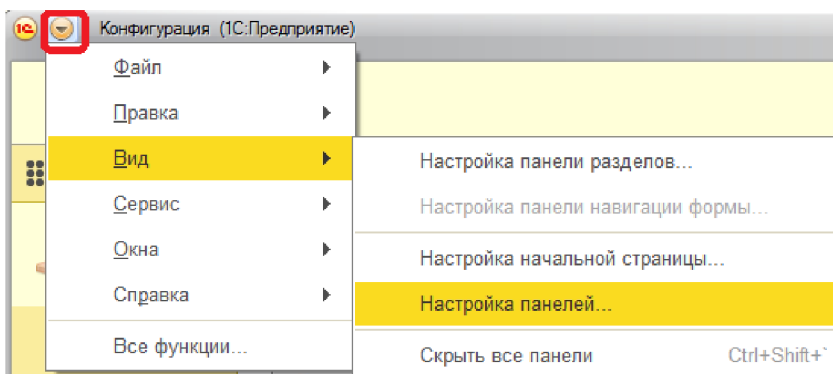 1С Конфигурация (1С:Предприятие)
Файл
Правка
Вид
Сервис
Окна
Справка
Все функции...
Настройка панели разделов...
Настройка панели навигации формы...
Настройка начальной страницы...
Настройка панелей...
Скрыть все панели Ctrl+Shift+`